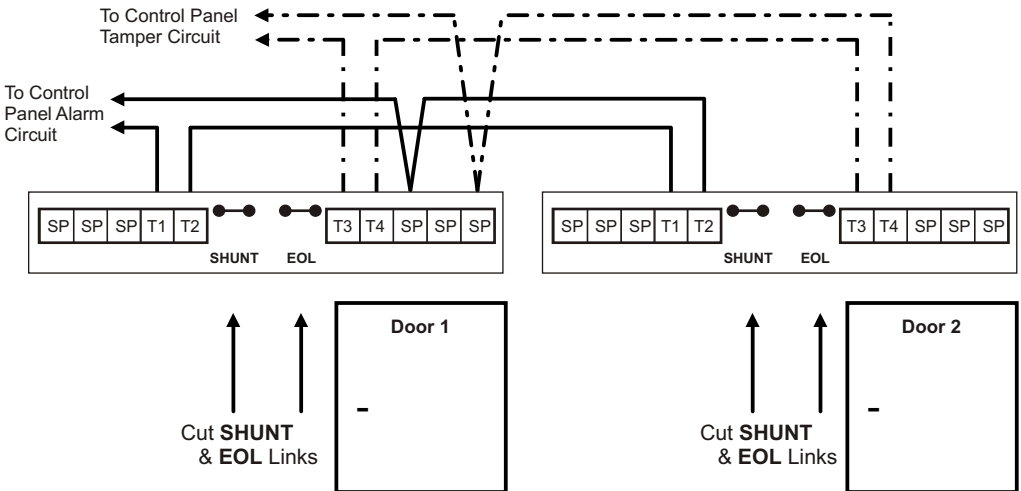 To Control Panel
Tamper Circuit
To Control
Panel Alarm
Circuit
SP SP SP T1 T2
T3 T4 SP SP SP
SP SP SP T1 T2
T3 T4 SP SP SP
SHUNT EOL
SHUNT EOL
Door 1
Door 2
Cut SHUNT
& EOL Links
Cut SHUNT
& EOL Links